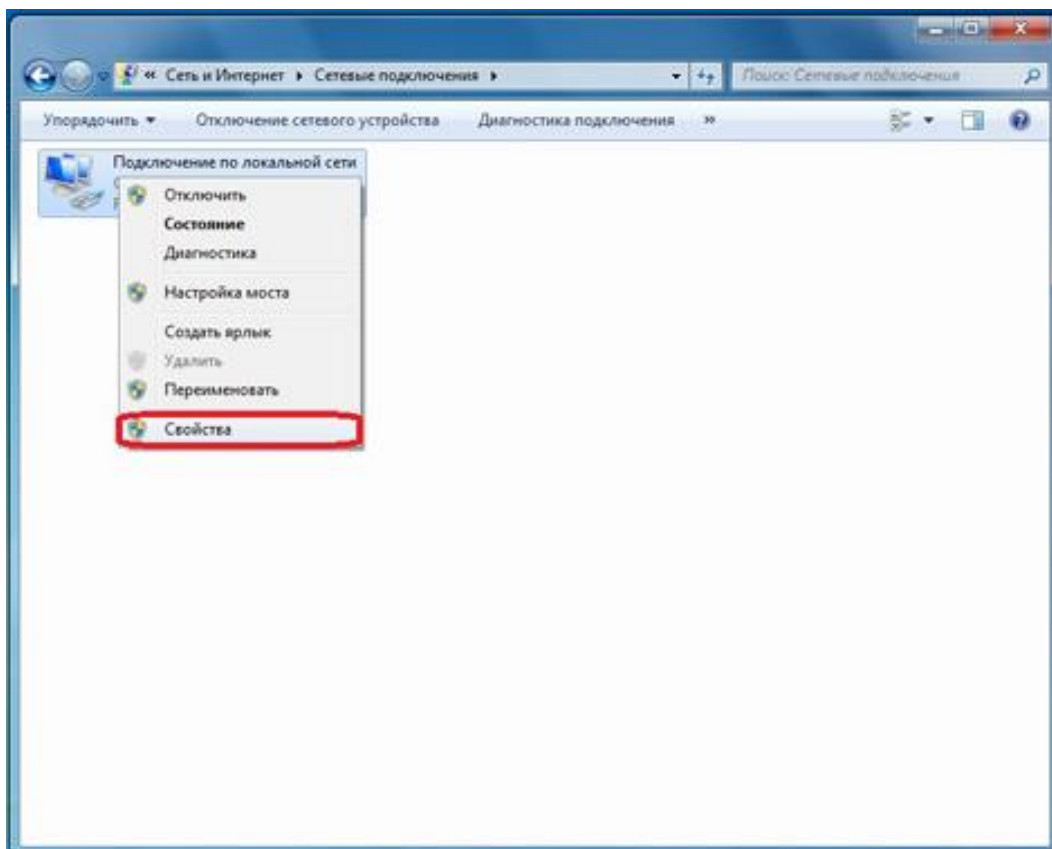 « Сеть и Интернет ▸ Сетевые подключения ▸
Поиск: Сетевые подключения
Упорядочить ▾ Отключение сетевого устройства Диагностика подключения »
Подключение по локальной сети
Отключить
Состояние
Диагностика
Настройка моста
Создать ярлык
Удалить
Переименовать
Свойства